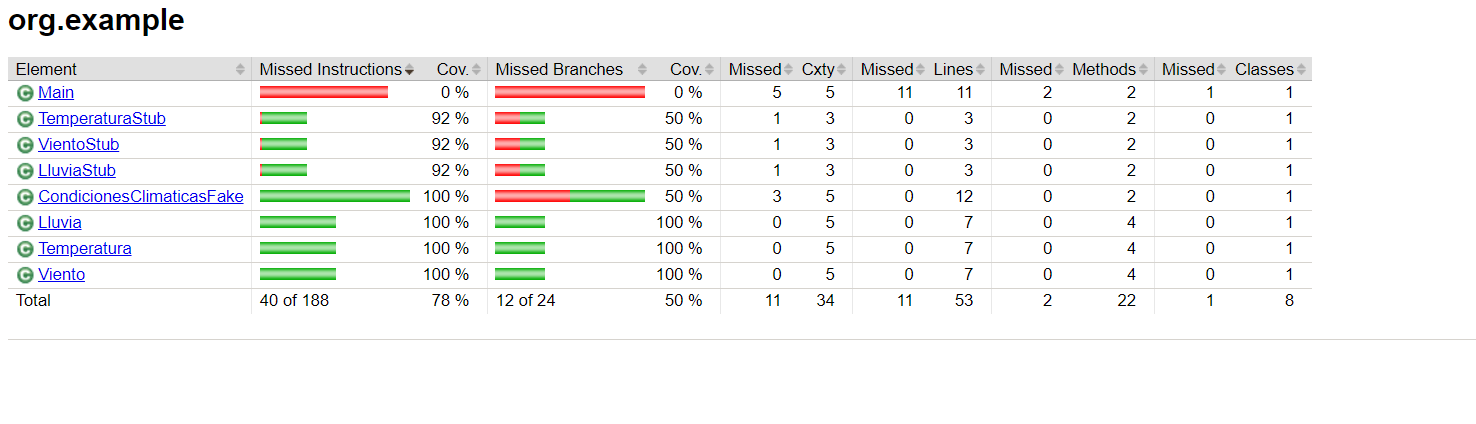 org.example
Element Missed Instructions Cov. Missed Branches Cov. Missed Cxty Missed Lines Missed Methods Missed Classes
C Main 0 % 0 % 5 5 11 11 2 2 1 1
C TemperaturaStub 92 % 50 % 1 3 0 3 0 2 0 1
C VientoStub 92 % 50 % 1 3 0 3 0 2 0 1
C LluviaStub 92 % 50 % 1 3 0 3 0 2 0 1
C CondicionesClimaticasFake 100 % 50 % 3 5 0 12 0 2 0 1
C Lluvia 100 % 100 % 0 5 0 7 0 4 0 1
C Temperatura 100 % 100 % 0 5 0 7 0 4 0 1
C Viento 100 % 100 % 0 5 0 7 0 4 0 1
Total 40 of 188 78 % 12 of 24 50 % 11 34 11 53 2 22 1 8